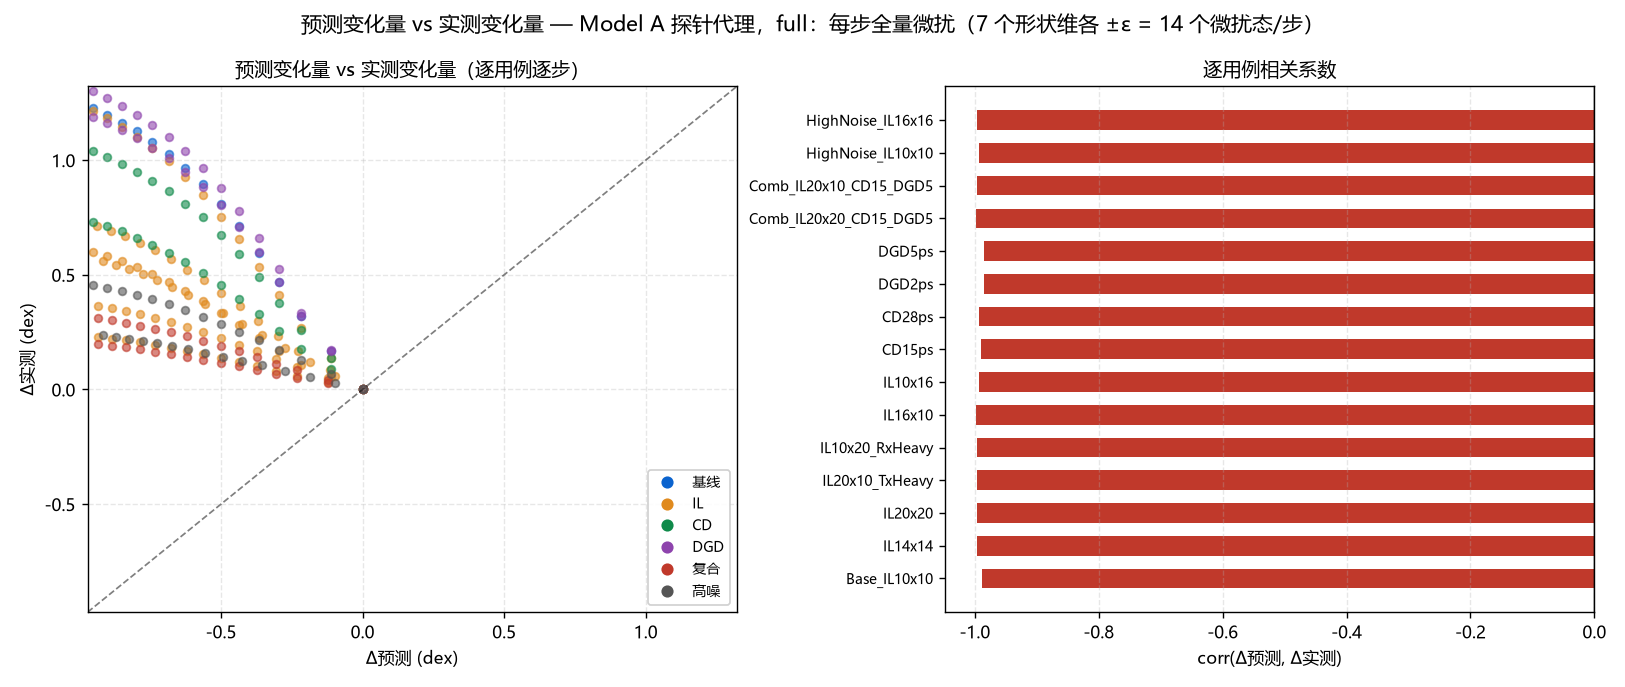 预测变化量 vs 实测变化量 — Model A 探针代理，full：每步全量微扰（7 个形状维各 ±ε = 14 个微扰态/步）
预测变化量 vs 实测变化量（逐用例逐步）
1.0
0.5
0.0
-0.5
Δ实测 (dex)
-0.5
0.0
0.5
1.0
Δ预测 (dex)
基线
IL
CD
DGD
复合
高噪
逐用例相关系数
HighNoise_IL16x16
HighNoise_IL10x10
Comb_IL20x10_CD15_DGD5
Comb_IL20x20_CD15_DGD5
DGD5ps
DGD2ps
CD28ps
CD15ps
IL10x16
IL16x10
IL10x20_RxHeavy
IL20x10_TxHeavy
IL20x20
IL14x14
Base_IL10x10
-1.0
-0.8
-0.6
-0.4
-0.2
0.0
corr(Δ预测, Δ实测)